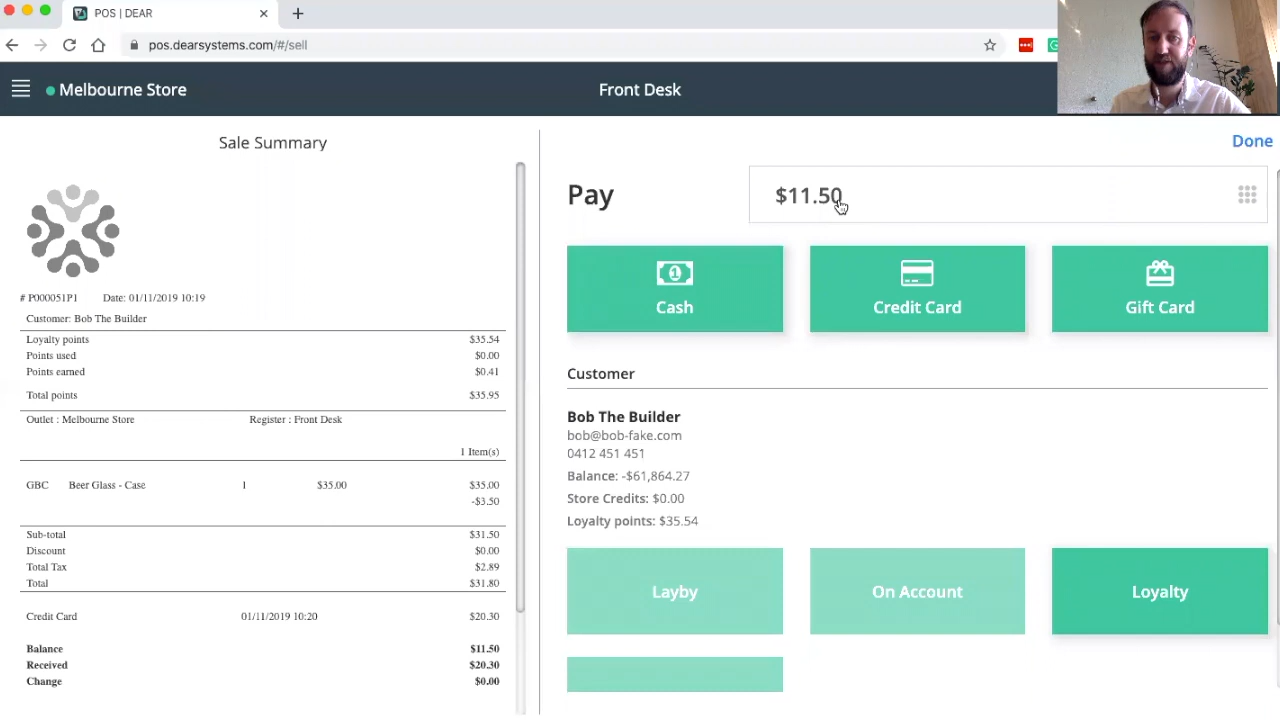 POS | DEAR
pos.dearsystems.com/#/sell
Melbourne Store
Front Desk
Sale Summary
Done
# P000051P1 Date: 01/11/2019 10:19
Customer: Bob The Builder
Loyalty points $35.54
Points used $0.00
Points earned $0.41
Total points $35.95
Outlet : Melbourne Store Register : Front Desk
1 Item(s)
GBC Beer Glass - Case 1 $35.00 $35.00
-$3.50
Sub-total $31.50
Discount $0.00
Total Tax $2.89
Total $31.80
Credit Card 01/11/2019 10:20 $20.30
Balance $11.50
Received $20.30
Change $0.00
Pay $11.50
Cash
Credit Card
Gift Card
Customer
Bob The Builder
bob@bob-fake.com
0412 451 451
Balance: -$61,864.27
Store Credits: $0.00
Loyalty points: $35.54
Layby
On Account
Loyalty